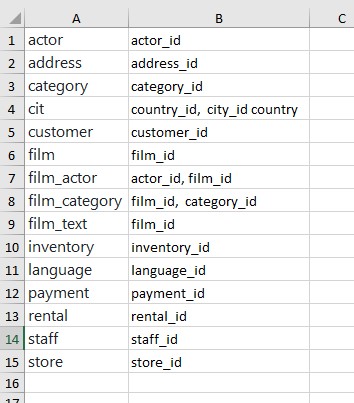 A B C
1 actor actor_id
2 address address_id
3 category category_id
4 cit country_id, city_id country
5 customer customer_id
6 film film_id
7 film_actor actor_id, film_id
8 film_category film_id, category_id
9 film_text film_id
10 inventory inventory_id
11 language language_id
12 payment payment_id
13 rental rental_id
14 staff staff_id
15 store store_id
16
17